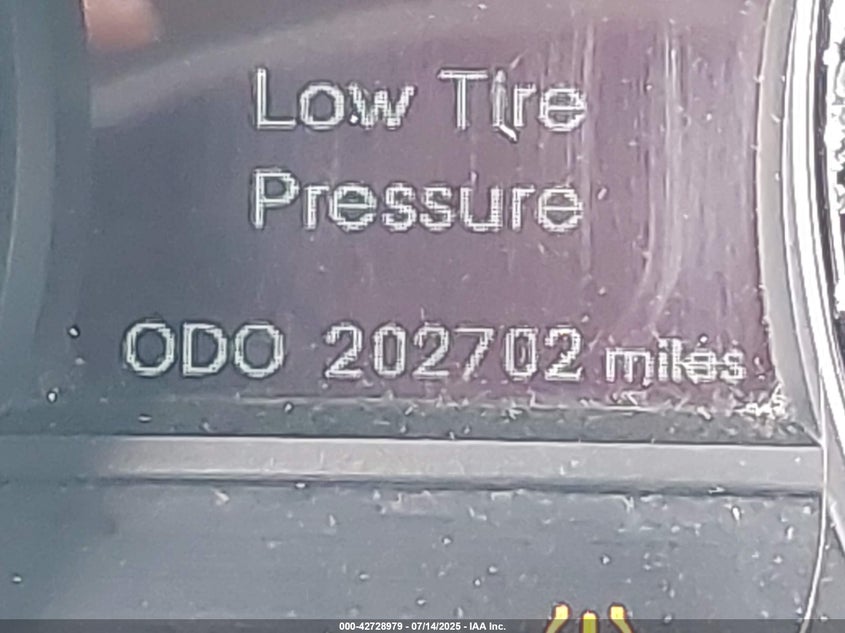 Low Tire
Pressure
ODO 202702 miles
000-42728979 - 07/14/2025 - IAA Inc.